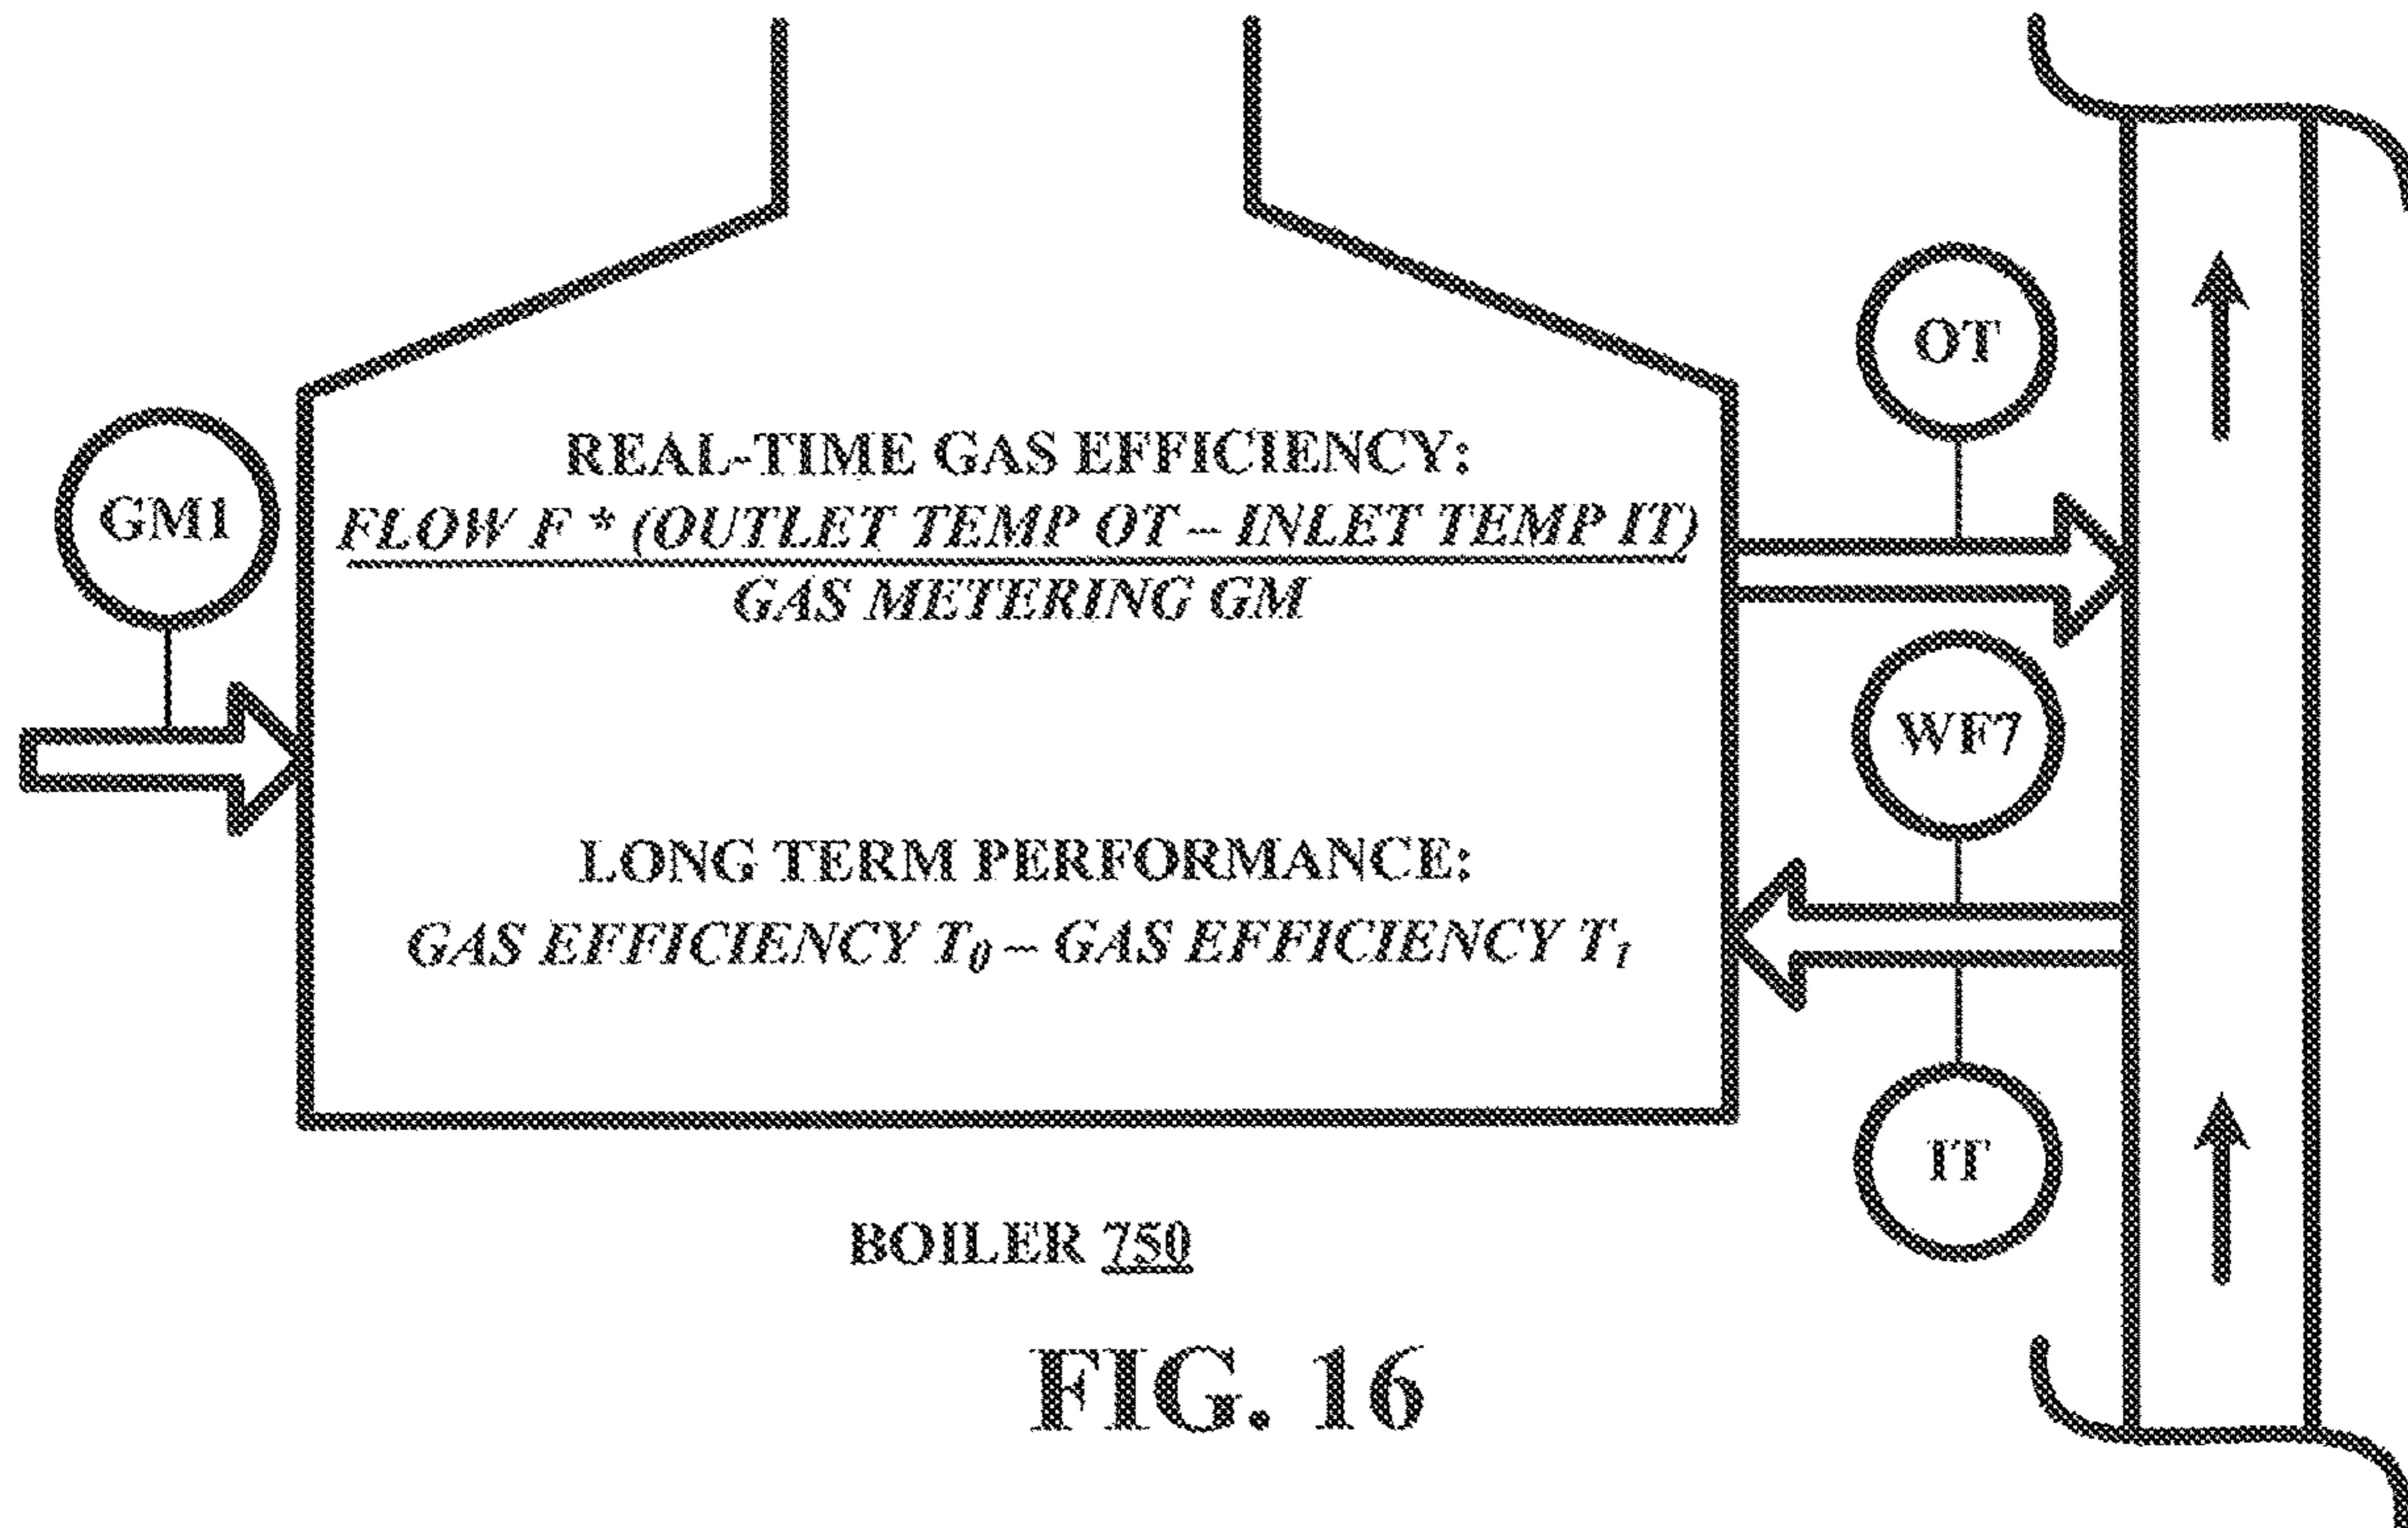 OT
GM1
REAL-TIME GAS EFFICIENCY:
FLOW F * (OUTLET TEMP OT – INLET TEMP IT)
GAS METERING GM
WF7
LONG TERM PERFORMANCE:
GAS EFFICIENCY T₀ – GAS EFFICIENCY T₁
IT
BOILER 750
FIG. 16